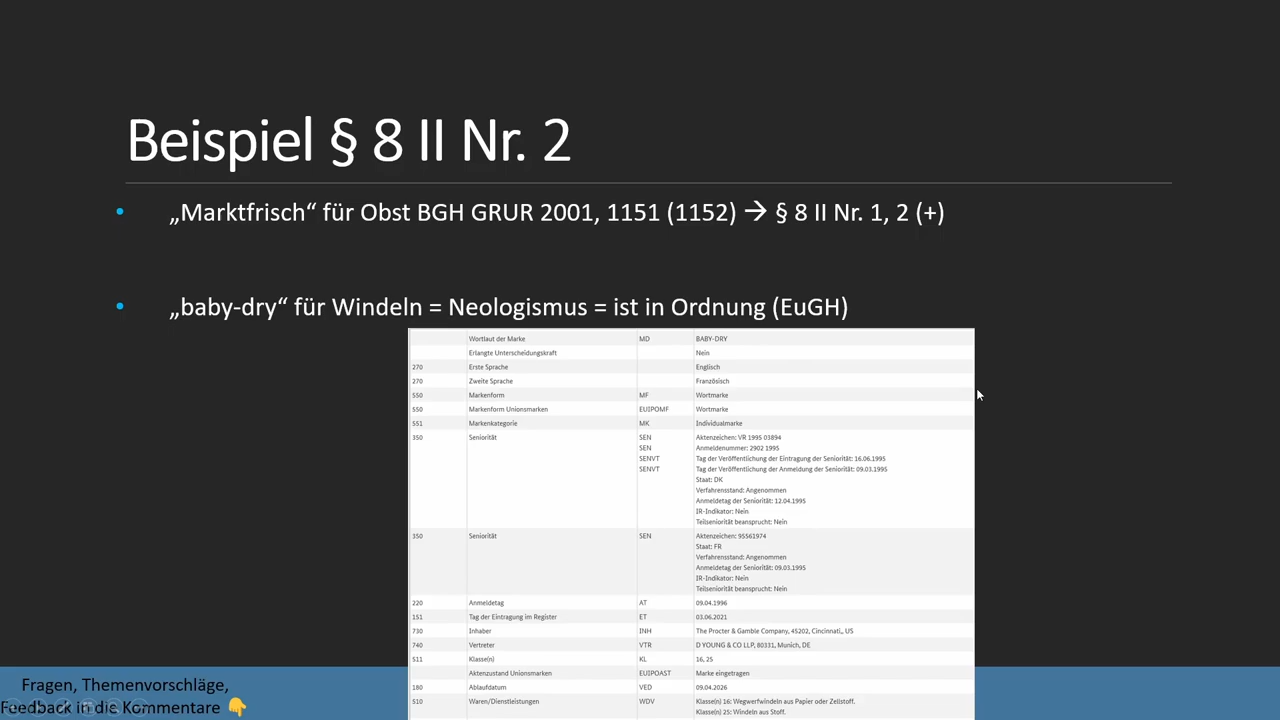 Beispiel § 8 II Nr. 2
• „Marktfrisch“ für Obst BGH GRUR 2001, 1151 (1152) → § 8 II Nr. 1, 2 (+)
• „baby-dry“ für Windeln = Neologismus = ist in Ordnung (EuGH)
Wortlaut der Marke MD BABY-DRY
Erlangte Unterscheidungskraft Nein
270 Erste Sprache Englisch
270 Zweite Sprache Französisch
550 Markenform MF Wortmarke
550 Markenform Unionsmarken EUIPOMF Wortmarke
551 Markenkategorie MK Individualmarke
350 Seniorität SEN Aktenzeichen: VR 1995 03894
SEN Anmeldenummer: 2902 1995
SENVT Tag der Veröffentlichung der Eintragung der Seniorität: 16.06.1995
SENVT Tag der Veröffentlichung der Anmeldung der Seniorität: 09.03.1995
Staat: DK
Verfahrensstand: Angenommen
Anmeldetag der Seniorität: 12.04.1995
IR-Indikator: Nein
Teilseniorität beansprucht: Nein
350 Seniorität SEN Aktenzeichen: 95561974
Staat: FR
Verfahrensstand: Angenommen
Anmeldetag der Seniorität: 09.03.1995
IR-Indikator: Nein
Teilseniorität beansprucht: Nein
220 Anmeldetag AT 09.04.1996
151 Tag der Eintragung im Register ET 03.06.2021
730 Inhaber INH The Procter & Gamble Company, 45202, Cincinnati,, US
740 Vertreter VTR D YOUNG & CO LLP, 80331, Munich, DE
511 Klasse(n) KL 16, 25
Aktenzustand Unionsmarken EUIPOAST Marke eingetragen
180 Ablaufdatum VED 09.04.2026
510 Waren/Dienstleistungen WDV Klasse(n) 16: Wegwerfwindeln aus Papier oder Zellstoff.
Klasse(n) 25: Windeln aus Stoff.
Fragen, Themenvorschläge,
Feedback in die Kommentare 👇